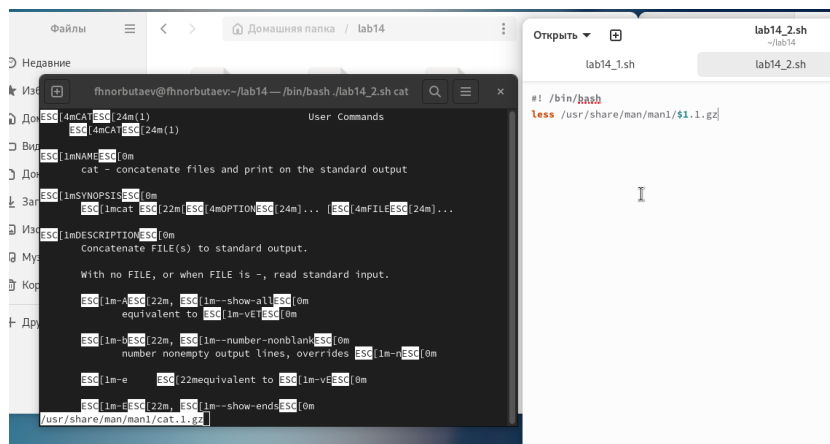 Файлы
Домашняя папка / lab14
Недавние
Открыть
lab14_2.sh
~/lab14
lab14_1.sh
lab14_2.sh
#! /bin/bash
less /usr/share/man/man1/$1.1.gz
fhnorbutaev@fhnorbutaev:~/lab14 — /bin/bash ./lab14_2.sh cat
ESC[4mCATESC[24m(1) User Commands
ESC[4mCATESC[24m(1)
ESC[1mNAMEESC[0m
cat - concatenate files and print on the standard output
ESC[1mSYNOPSISESC[0m
ESC[1mcat ESC[22m[ESC[4mOPTIONESC[24m]... [ESC[4mFILEESC[24m]...
ESC[1mDESCRIPTIONESC[0m
Concatenate FILE(s) to standard output.
With no FILE, or when FILE is -, read standard input.
ESC[1m-AESC[22m, ESC[1m--show-allESC[0m
equivalent to ESC[1m-vETESC[0m
ESC[1m-bESC[22m, ESC[1m--number-nonblankESC[0m
number nonempty output lines, overrides ESC[1m-nESC[0m
ESC[1m-e ESC[22mequivalent to ESC[1m-vEESC[0m
ESC[1m-EESC[22m, ESC[1m--show-endsESC[0m
/usr/share/man/man1/cat.1.gz